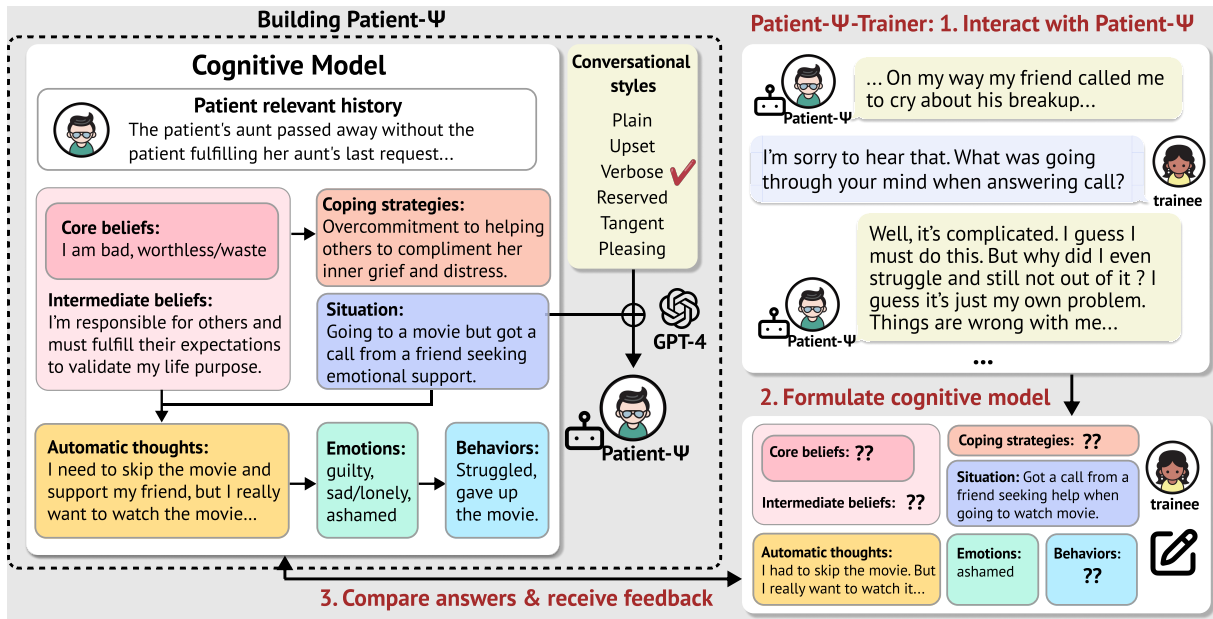 Building Patient-Ψ
Cognitive Model
Patient relevant history
The patient's aunt passed away without the
patient fulfilling her aunt's last request...
Core beliefs:
I am bad, worthless/waste
Intermediate beliefs:
I'm responsible for others and
must fulfill their expectations
to validate my life purpose.
Coping strategies:
Overcommitment to helping
others to compliment her
inner grief and distress.
Situation:
Going to a movie but got a
call from a friend seeking
emotional support.
Automatic thoughts:
I need to skip the movie and
support my friend, but I really
want to watch the movie...
Emotions:
guilty,
sad/lonely,
ashamed
Behaviors:
Struggled,
gave up
the movie.
Conversational
styles
Plain
Upset
Verbose
Reserved
Tangent
Pleasing
GPT-4
Patient-Ψ
Patient-Ψ-Trainer: 1. Interact with Patient-Ψ
... On my way my friend called me
to cry about his breakup...
Patient-Ψ
I'm sorry to hear that. What was going
through your mind when answering call?
trainee
Well, it's complicated. I guess I
must do this. But why did I even
struggle and still not out of it ? I
guess it's just my own problem.
Things are wrong with me...
Patient-Ψ
...
2. Formulate cognitive model
Core beliefs: ??
Intermediate beliefs: ??
Coping strategies: ??
Situation: Got a call from a
friend seeking help when
going to watch movie.
trainee
Automatic thoughts:
I had to skip the movie. But
I really want to watch it...
Emotions:
ashamed
Behaviors:
??
3. Compare answers & receive feedback